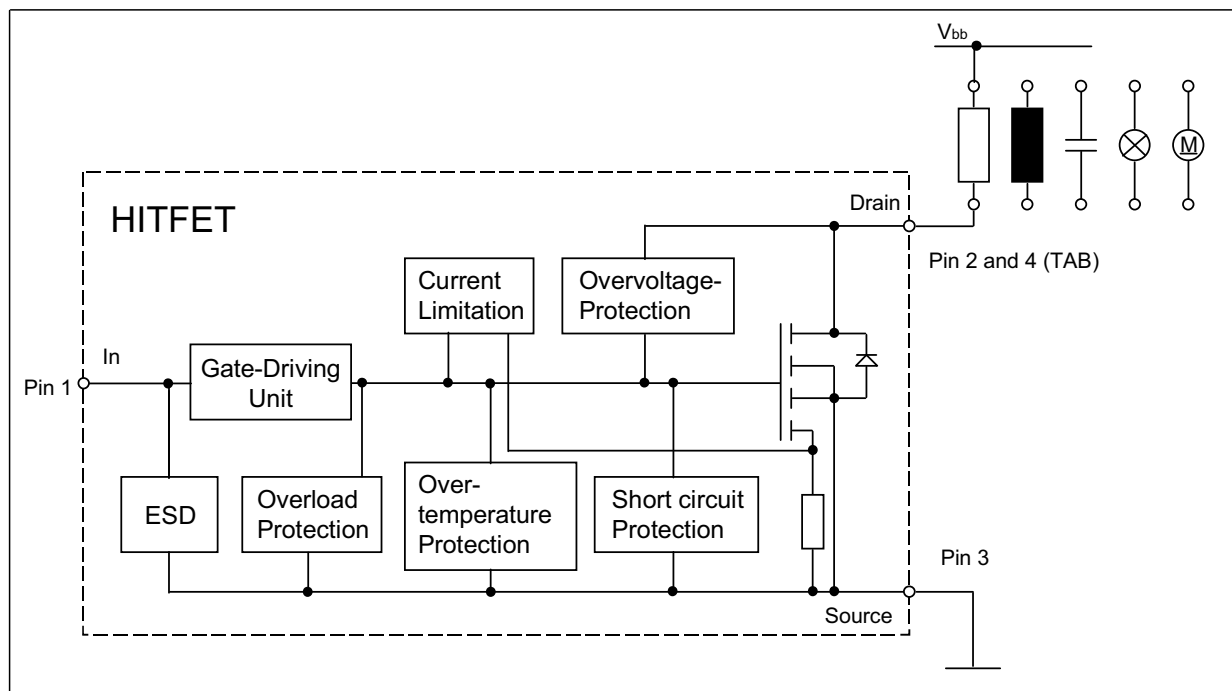 Vbb
HITFET
Drain
Pin 2 and 4 (TAB)
Current
Limitation
Overvoltage-
Protection
In
Pin 1
Gate-Driving
Unit
M
ESD
Overload
Protection
Over-
temperature
Protection
Short circuit
Protection
Pin 3
Source